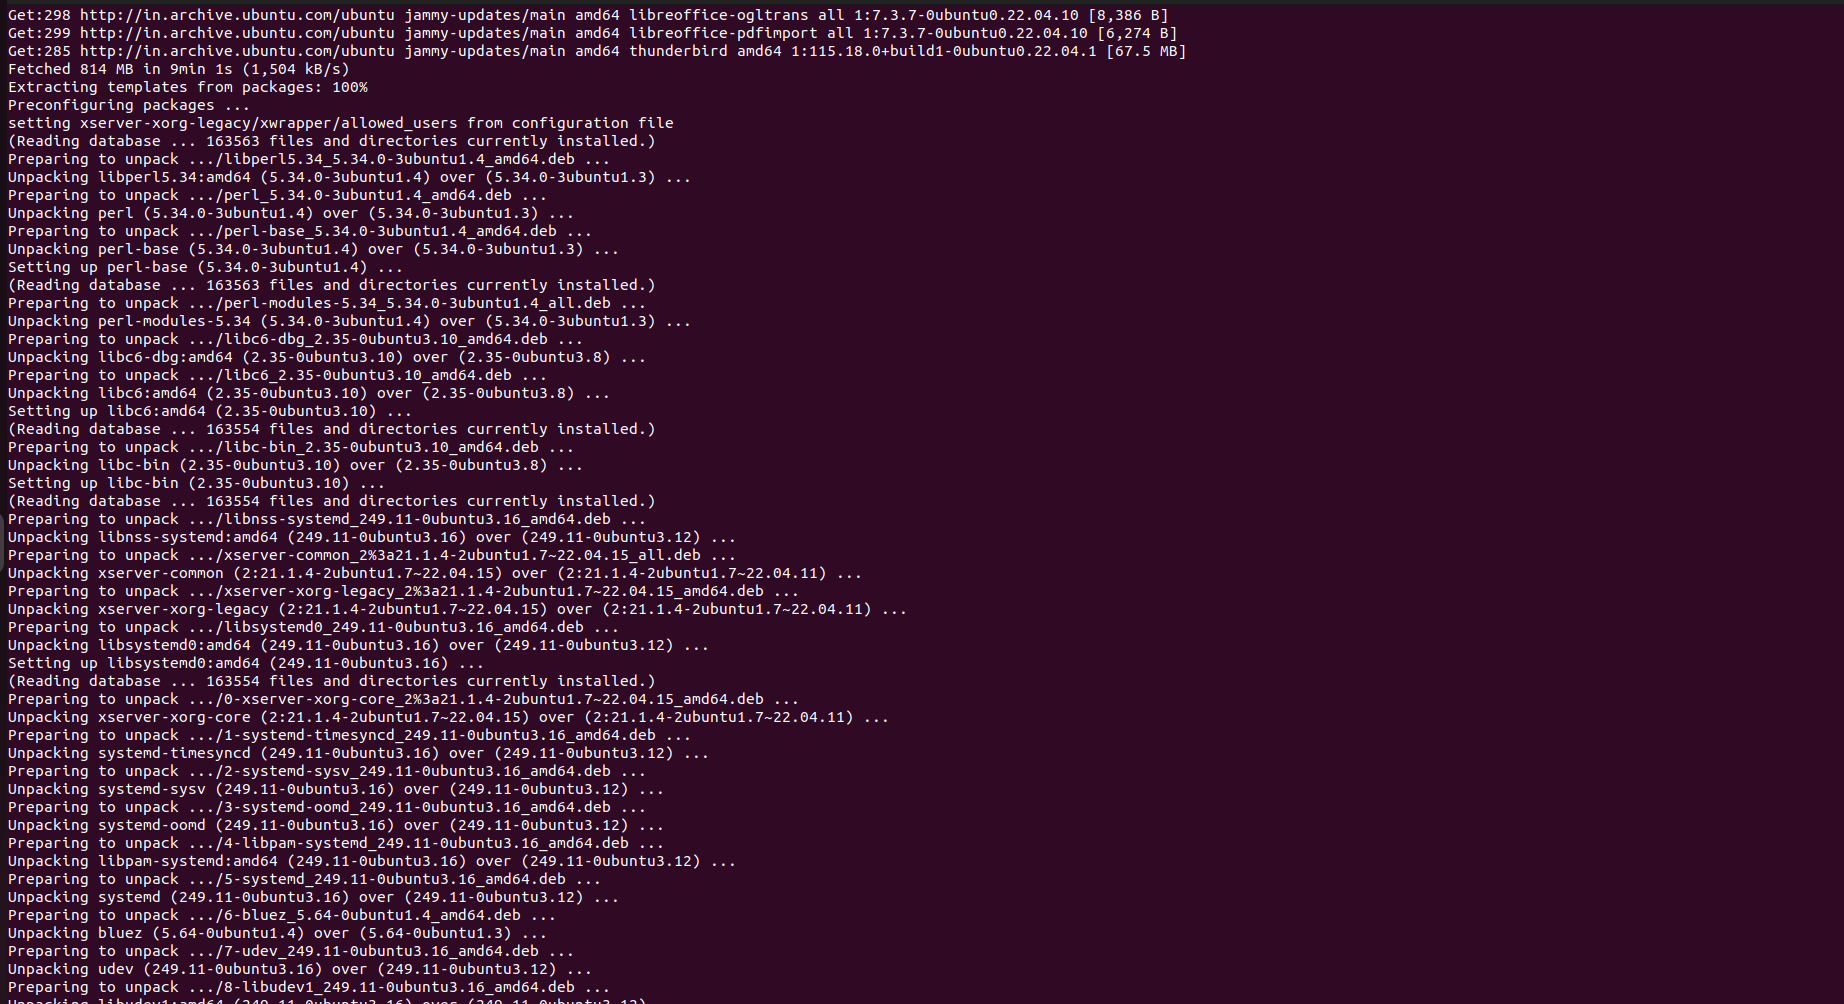 Get:298 http://in.archive.ubuntu.com/ubuntu jammy-updates/main amd64 libreoffice-ogltrans all 1:7.3.7-0ubuntu0.22.04.10 [8,386 B]
Get:299 http://in.archive.ubuntu.com/ubuntu jammy-updates/main amd64 libreoffice-pdfimport all 1:7.3.7-0ubuntu0.22.04.10 [6,274 B]
Get:285 http://in.archive.ubuntu.com/ubuntu jammy-updates/main amd64 thunderbird amd64 1:115.18.0+build1-0ubuntu0.22.04.1 [67.5 MB]
Fetched 814 MB in 9min 1s (1,504 kB/s)
Extracting templates from packages: 100%
Preconfiguring packages ...
setting xserver-xorg-legacy/xwrapper/allowed_users from configuration file
(Reading database ... 163563 files and directories currently installed.)
Preparing to unpack .../libperl5.34_5.34.0-3ubuntu1.4_amd64.deb ...
Unpacking libperl5.34:amd64 (5.34.0-3ubuntu1.4) over (5.34.0-3ubuntu1.3) ...
Preparing to unpack .../perl_5.34.0-3ubuntu1.4_amd64.deb ...
Unpacking perl (5.34.0-3ubuntu1.4) over (5.34.0-3ubuntu1.3) ...
Preparing to unpack .../perl-base_5.34.0-3ubuntu1.4_amd64.deb ...
Unpacking perl-base (5.34.0-3ubuntu1.4) over (5.34.0-3ubuntu1.3) ...
Setting up perl-base (5.34.0-3ubuntu1.4) ...
(Reading database ... 163563 files and directories currently installed.)
Preparing to unpack .../perl-modules-5.34_5.34.0-3ubuntu1.4_all.deb ...
Unpacking perl-modules-5.34 (5.34.0-3ubuntu1.4) over (5.34.0-3ubuntu1.3) ...
Preparing to unpack .../libc6-dbg_2.35-0ubuntu3.10_amd64.deb ...
Unpacking libc6-dbg:amd64 (2.35-0ubuntu3.10) over (2.35-0ubuntu3.8) ...
Preparing to unpack .../libc6_2.35-0ubuntu3.10_amd64.deb ...
Unpacking libc6:amd64 (2.35-0ubuntu3.10) over (2.35-0ubuntu3.8) ...
Setting up libc6:amd64 (2.35-0ubuntu3.10) ...
(Reading database ... 163554 files and directories currently installed.)
Preparing to unpack .../libc-bin_2.35-0ubuntu3.10_amd64.deb ...
Unpacking libc-bin (2.35-0ubuntu3.10) over (2.35-0ubuntu3.8) ...
Setting up libc-bin (2.35-0ubuntu3.10) ...
(Reading database ... 163554 files and directories currently installed.)
Preparing to unpack .../libnss-systemd_249.11-0ubuntu3.16_amd64.deb ...
Unpacking libnss-systemd:amd64 (249.11-0ubuntu3.16) over (249.11-0ubuntu3.12) ...
Preparing to unpack .../xserver-common_2%3a21.1.4-2ubuntu1.7~22.04.15_all.deb ...
Unpacking xserver-common (2:21.1.4-2ubuntu1.7~22.04.15) over (2:21.1.4-2ubuntu1.7~22.04.11) ...
Preparing to unpack .../xserver-xorg-legacy_2%3a21.1.4-2ubuntu1.7~22.04.15_amd64.deb ...
Unpacking xserver-xorg-legacy (2:21.1.4-2ubuntu1.7~22.04.15) over (2:21.1.4-2ubuntu1.7~22.04.11) ...
Preparing to unpack .../libsystemd0_249.11-0ubuntu3.16_amd64.deb ...
Unpacking libsystemd0:amd64 (249.11-0ubuntu3.16) over (249.11-0ubuntu3.12) ...
Setting up libsystemd0:amd64 (249.11-0ubuntu3.16) ...
(Reading database ... 163554 files and directories currently installed.)
Preparing to unpack .../0-xserver-xorg-core_2%3a21.1.4-2ubuntu1.7~22.04.15_amd64.deb ...
Unpacking xserver-xorg-core (2:21.1.4-2ubuntu1.7~22.04.15) over (2:21.1.4-2ubuntu1.7~22.04.11) ...
Preparing to unpack .../1-systemd-timesyncd_249.11-0ubuntu3.16_amd64.deb ...
Unpacking systemd-timesyncd (249.11-0ubuntu3.16) over (249.11-0ubuntu3.12) ...
Preparing to unpack .../2-systemd-sysv_249.11-0ubuntu3.16_amd64.deb ...
Unpacking systemd-sysv (249.11-0ubuntu3.16) over (249.11-0ubuntu3.12) ...
Preparing to unpack .../3-systemd-oomd_249.11-0ubuntu3.16_amd64.deb ...
Unpacking systemd-oomd (249.11-0ubuntu3.16) over (249.11-0ubuntu3.12) ...
Preparing to unpack .../4-libpam-systemd_249.11-0ubuntu3.16_amd64.deb ...
Unpacking libpam-systemd:amd64 (249.11-0ubuntu3.16) over (249.11-0ubuntu3.12) ...
Preparing to unpack .../5-systemd_249.11-0ubuntu3.16_amd64.deb ...
Unpacking systemd (249.11-0ubuntu3.16) over (249.11-0ubuntu3.12) ...
Preparing to unpack .../6-bluez_5.64-0ubuntu1.4_amd64.deb ...
Unpacking bluez (5.64-0ubuntu1.4) over (5.64-0ubuntu1.3) ...
Preparing to unpack .../7-udev_249.11-0ubuntu3.16_amd64.deb ...
Unpacking udev (249.11-0ubuntu3.16) over (249.11-0ubuntu3.12) ...
Preparing to unpack .../8-libudev1_249.11-0ubuntu3.16_amd64.deb ...
Unpacking libudev1:amd64 (249.11-0ubuntu3.16) over (249.11-0ubuntu3.12)